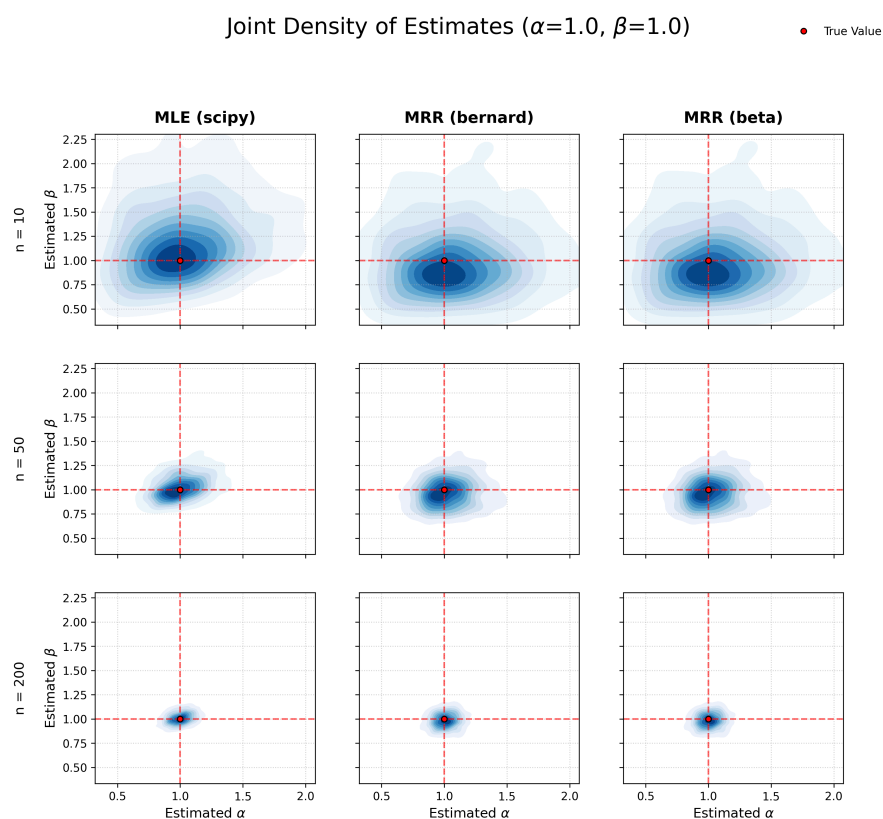 Joint Density of Estimates (α=1.0, β=1.0)
True Value
MLE (scipy)
MRR (bernard)
MRR (beta)
n = 10
Estimated β
2.25
2.00
1.75
1.50
1.25
1.00
0.75
0.50
n = 50
Estimated β
2.25
2.00
1.75
1.50
1.25
1.00
0.75
0.50
n = 200
Estimated β
2.25
2.00
1.75
1.50
1.25
1.00
0.75
0.50
0.5 1.0 1.5 2.0
0.5 1.0 1.5 2.0
0.5 1.0 1.5 2.0
Estimated α
Estimated α
Estimated α